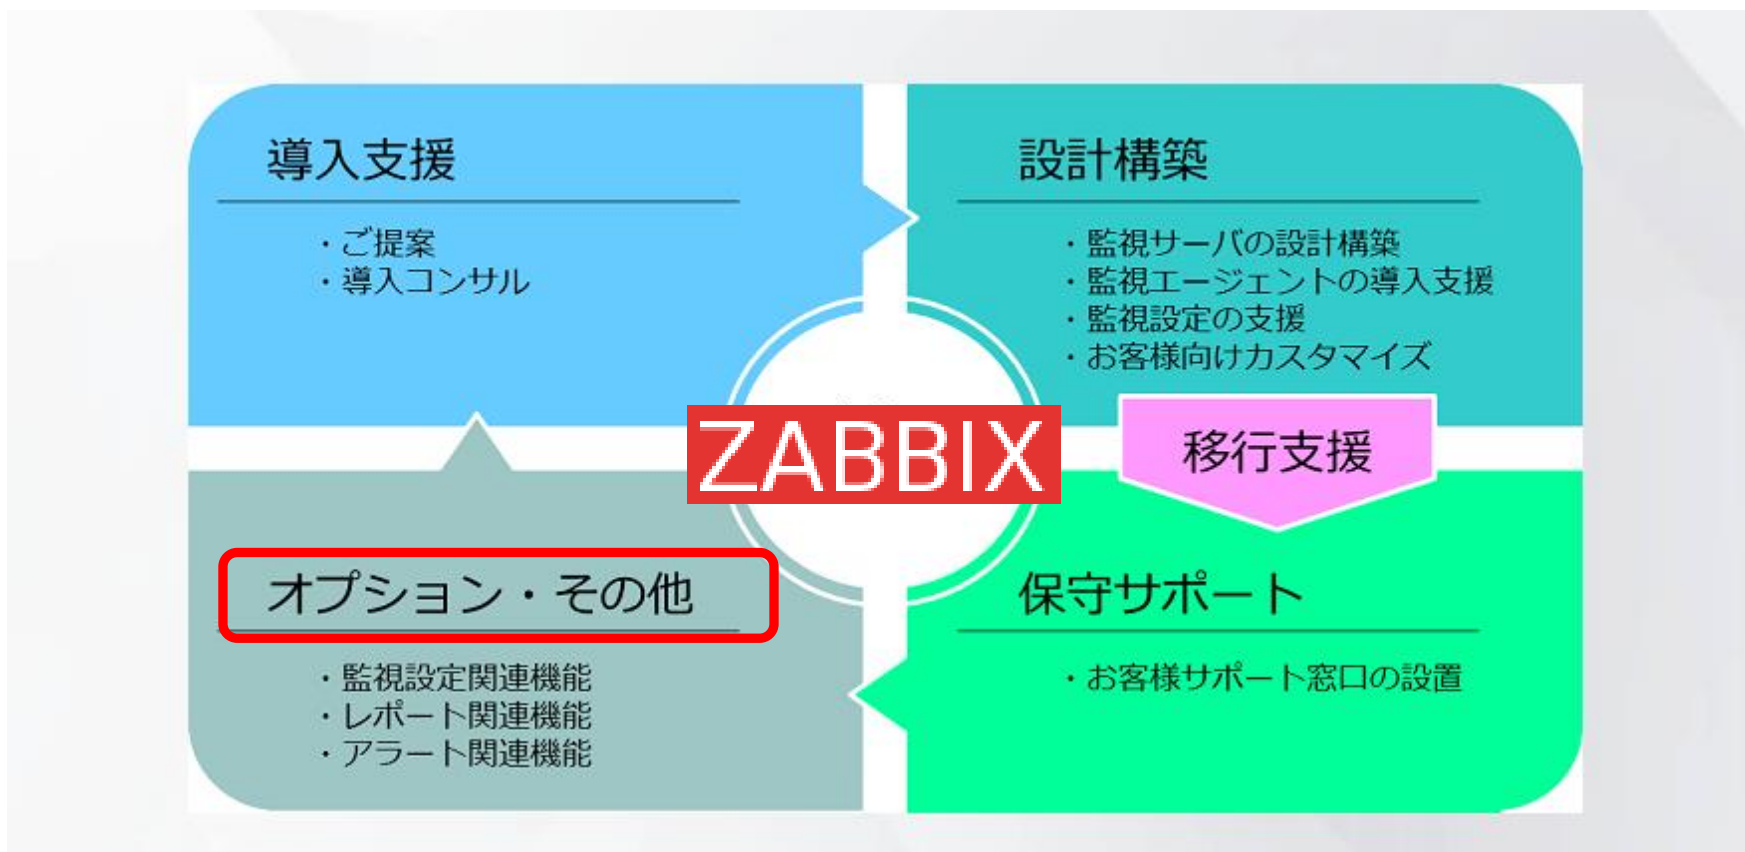 導入支援
・ご提案
・導入コンサル
設計構築
・監視サーバの設計構築
・監視エージェントの導入支援
・監視設定の支援
・お客様向けカスタマイズ
ZABBIX
移行支援
オプション・その他
・監視設定関連機能
・レポート関連機能
・アラート関連機能
保守サポート
・お客様サポート窓口の設置